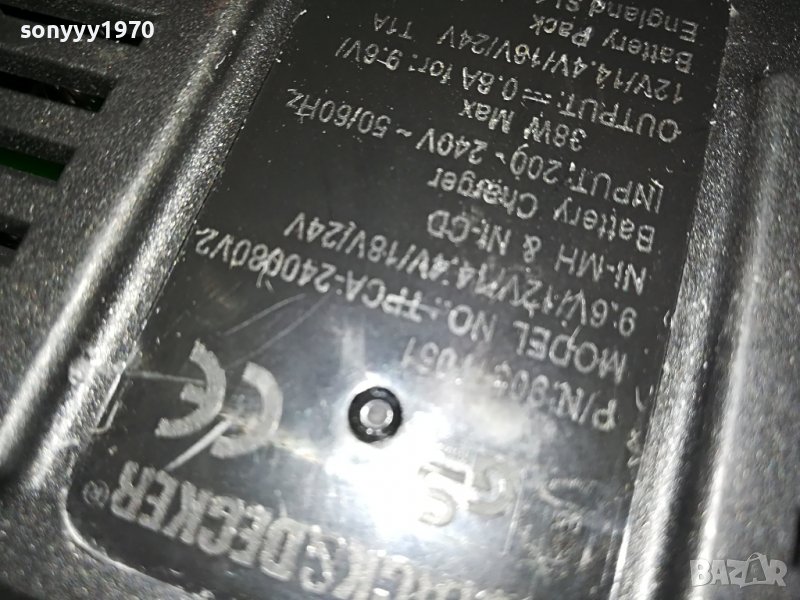 sonyyy1970
BLACK & DECKER®
CE
MODEL NO.: TPCA-240080V2
9.6V/12V/14.4V/18V/24V
Ni-MH & Ni-CD
Battery Charger
INPUT: 200-240V ~ 50/60Hz
38W Max
OUTPUT: ⎓ 0.8A for: 9.6V/
12V/14.4V/18V/24V T1A
Battery Pack
England
BAZAR